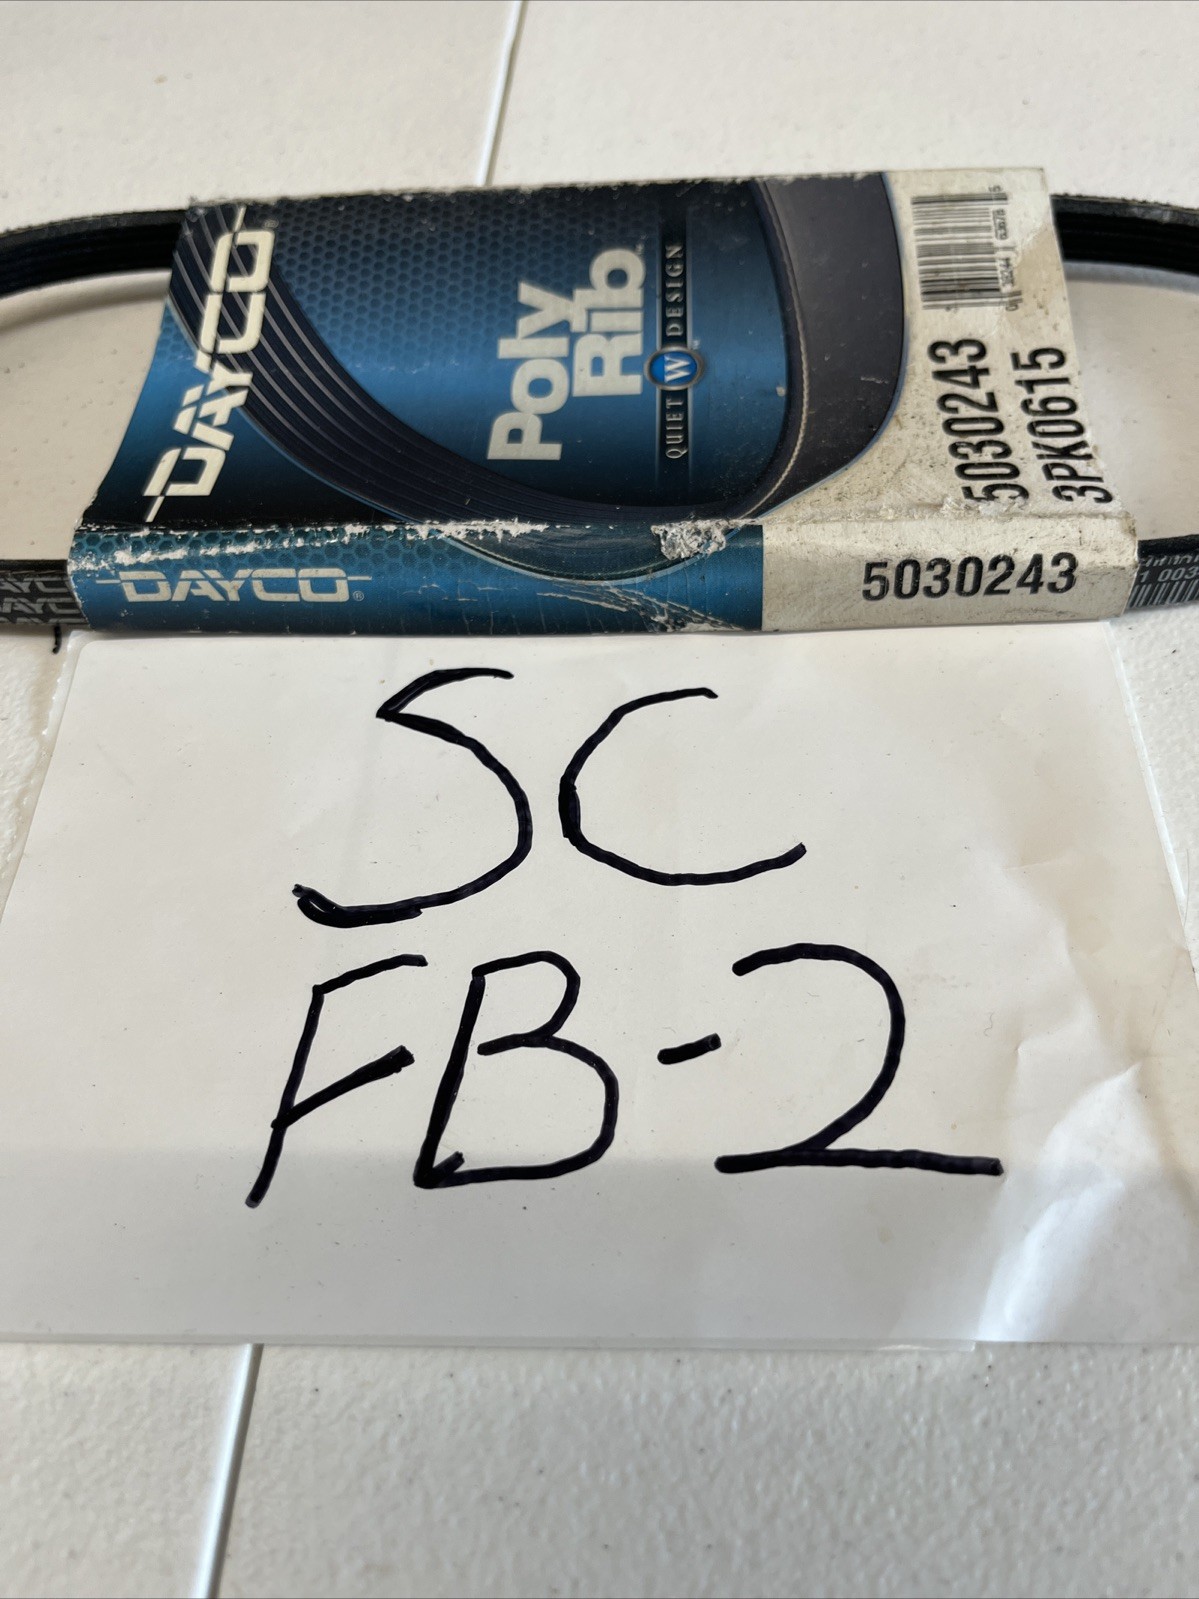 DAYCO®
Poly
Rib
QUIET W DESIGN
5030243
3PK0615
DAYCO®
5030243
SC
FB-2